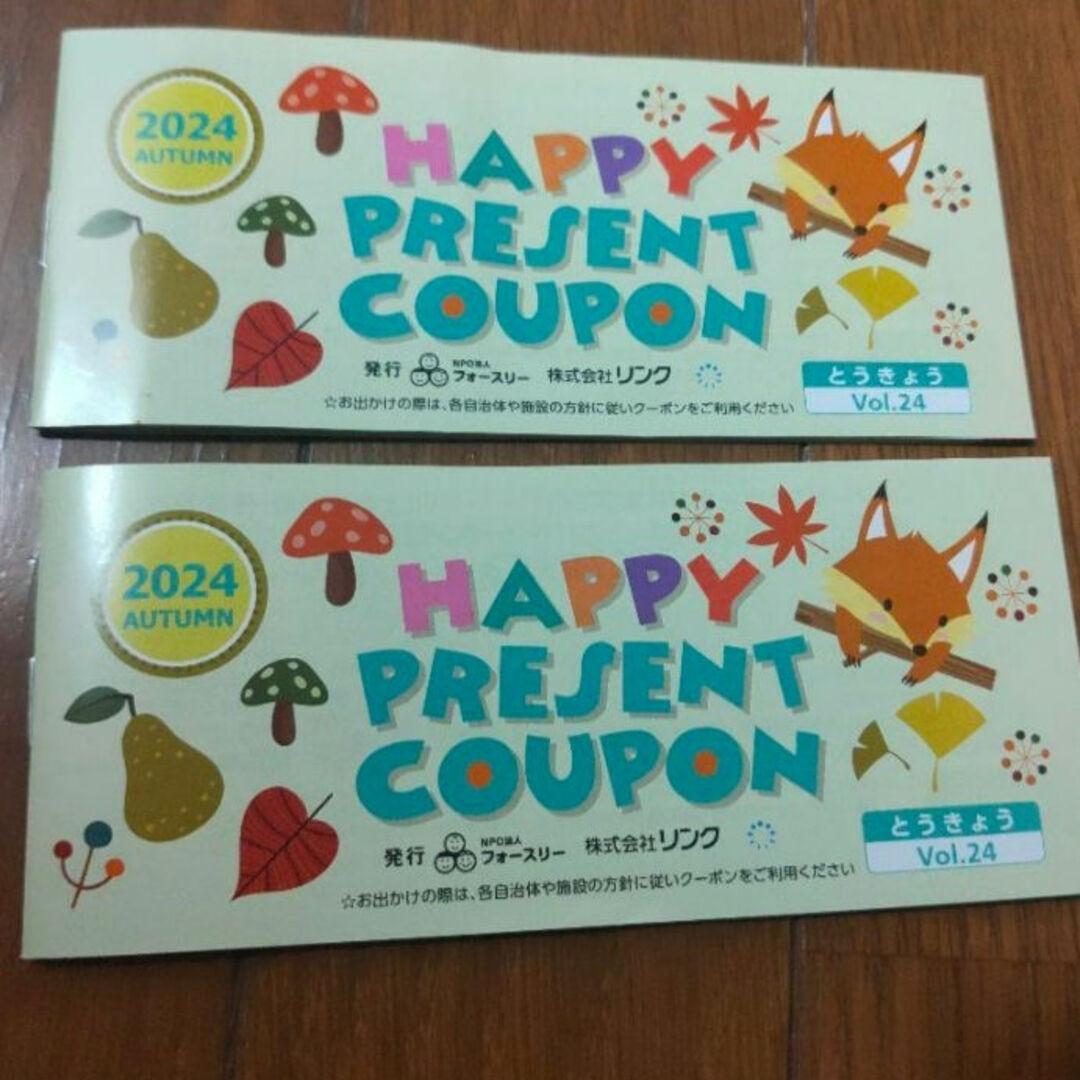 2024
AUTUMN
HAPPY
PRESENT
COUPON
発行 NPO法人 フォースリー 株式会社リンク
☆お出かけの際は、各自治体や施設の方針に従いクーポンをご利用ください
とうきょう
Vol.24
2024
AUTUMN
HAPPY
PRESENT
COUPON
発行 NPO法人 フォースリー 株式会社リンク
☆お出かけの際は、各自治体や施設の方針に従いクーポンをご利用ください
とうきょう
Vol.24